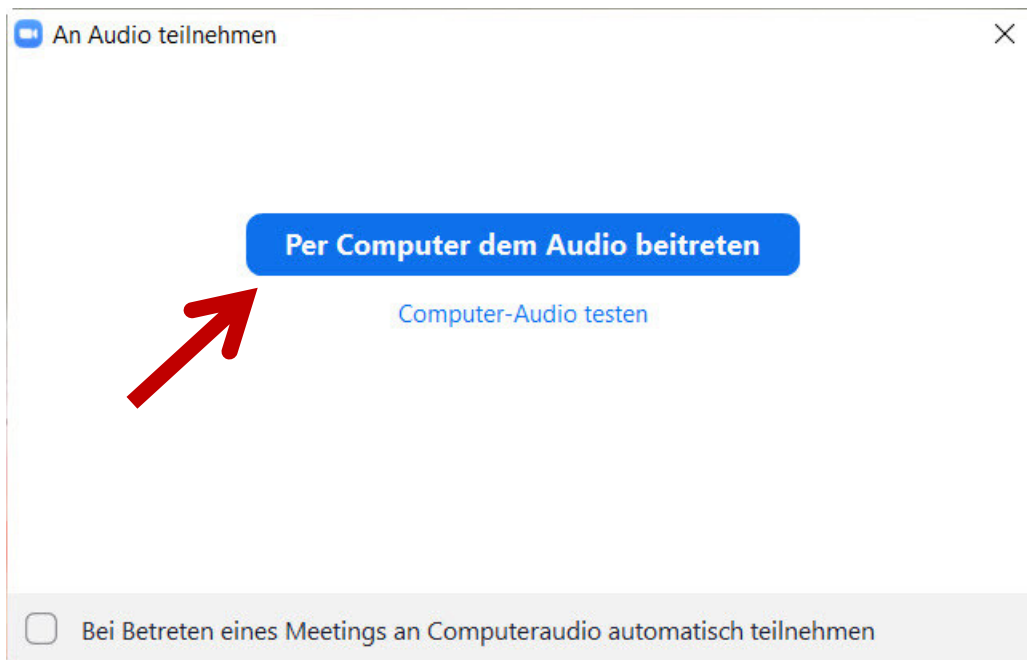 An Audio teilnehmen
Per Computer dem Audio beitreten
Computer-Audio testen
Bei Betreten eines Meetings an Computeraudio automatisch teilnehmen